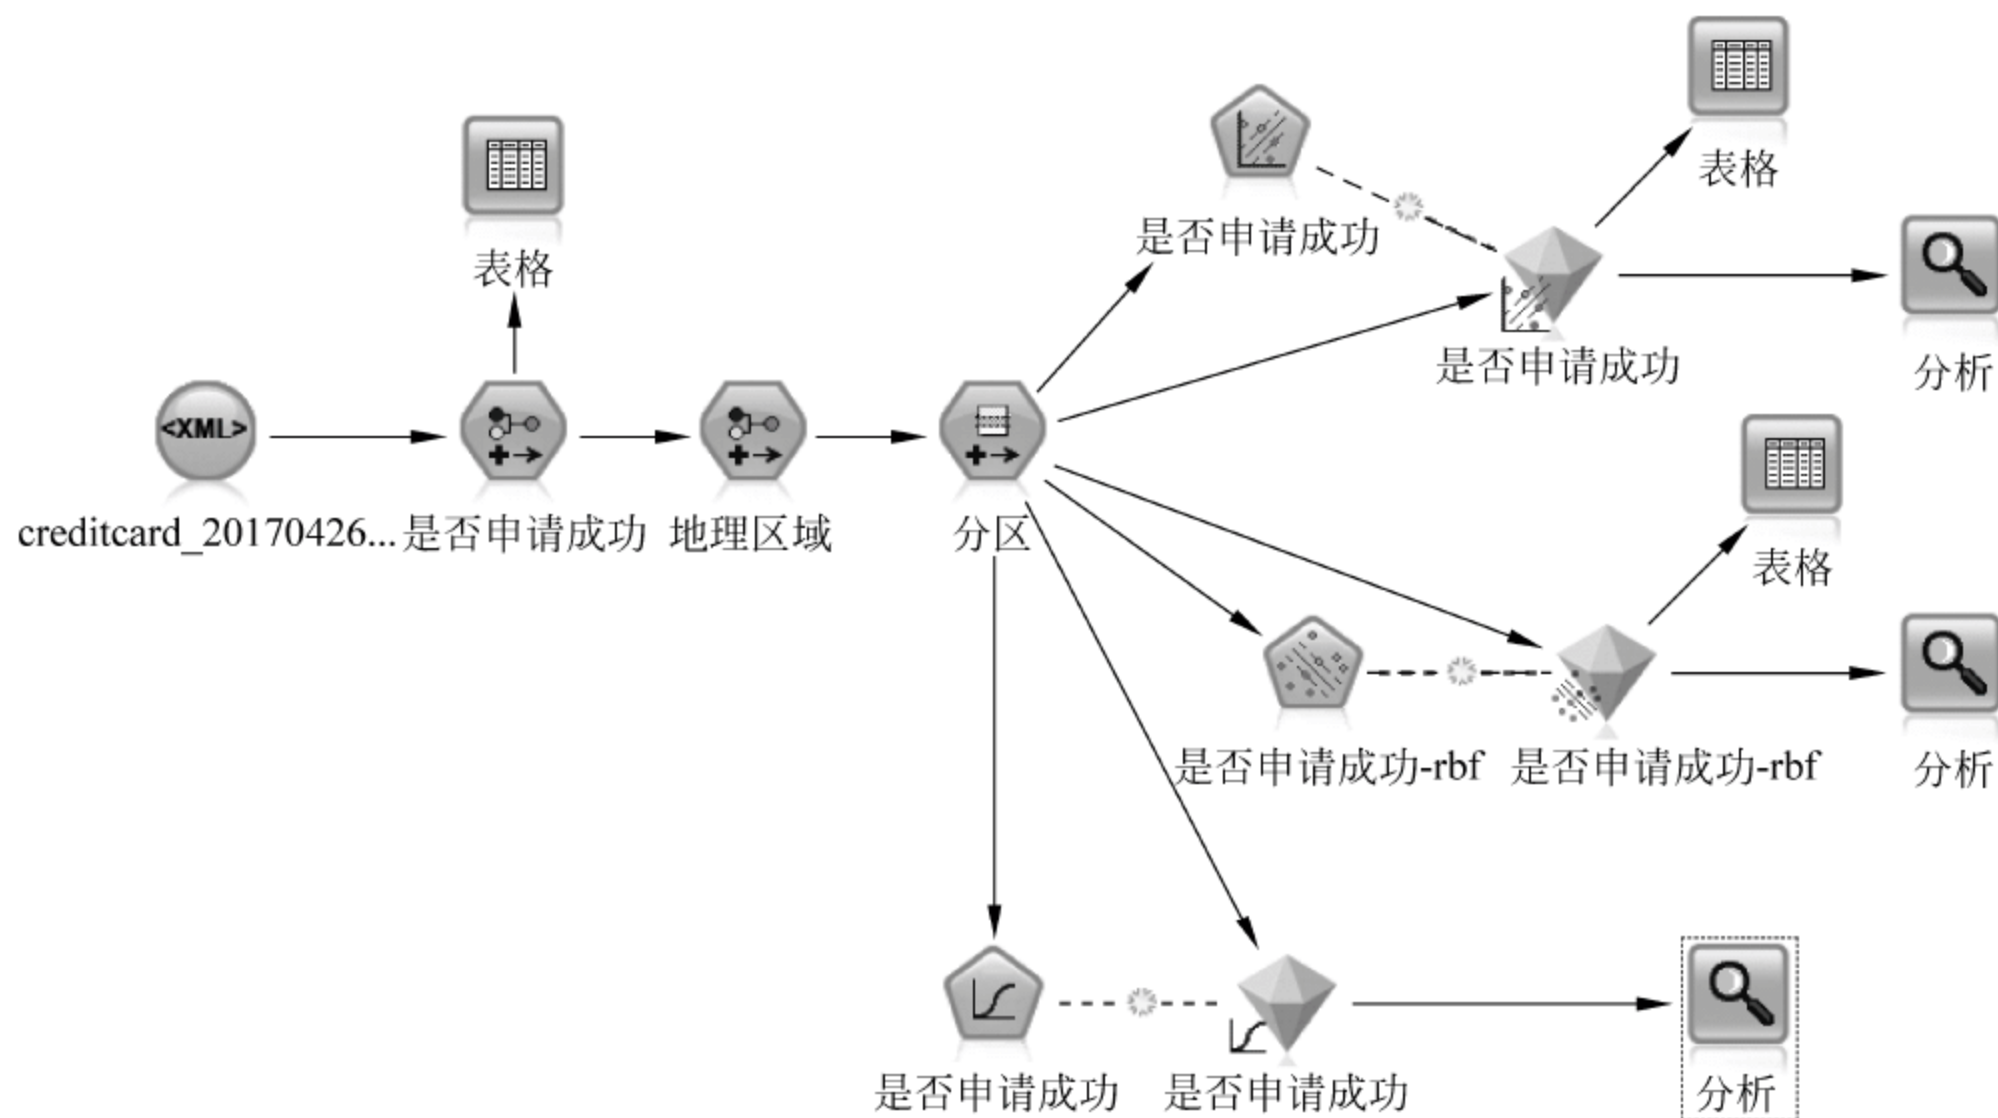 表格
表格
是否申请成功
是否申请成功
分析
<XML>
creditcard_20170426...
是否申请成功
地理区域
分区
表格
是否申请成功-rbf
是否申请成功-rbf
分析
是否申请成功
是否申请成功
分析